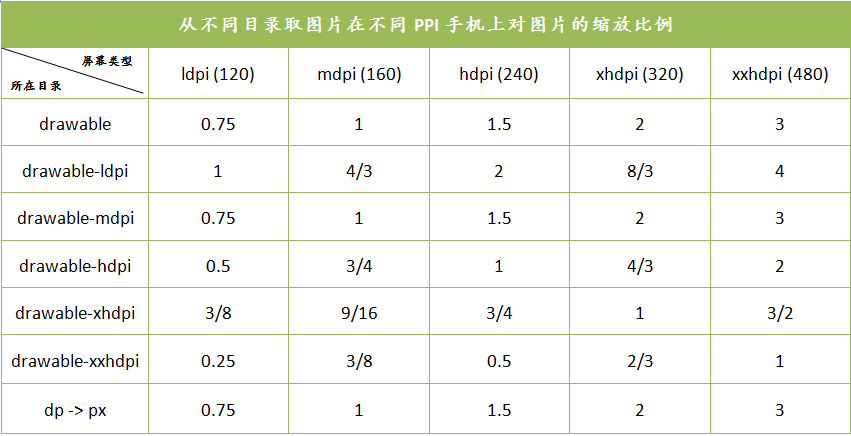 从不同目录取图片在不同 PPI 手机上对图片的缩放比例
屏幕类型
所在目录
ldpi (120) mdpi (160) hdpi (240) xhdpi (320) xxhdpi (480)
drawable 0.75 1 1.5 2 3
drawable-ldpi 1 4/3 2 8/3 4
drawable-mdpi 0.75 1 1.5 2 3
drawable-hdpi 0.5 3/4 1 4/3 2
drawable-xhdpi 3/8 9/16 3/4 1 3/2
drawable-xxhdpi 0.25 3/8 0.5 2/3 1
dp -> px 0.75 1 1.5 2 3